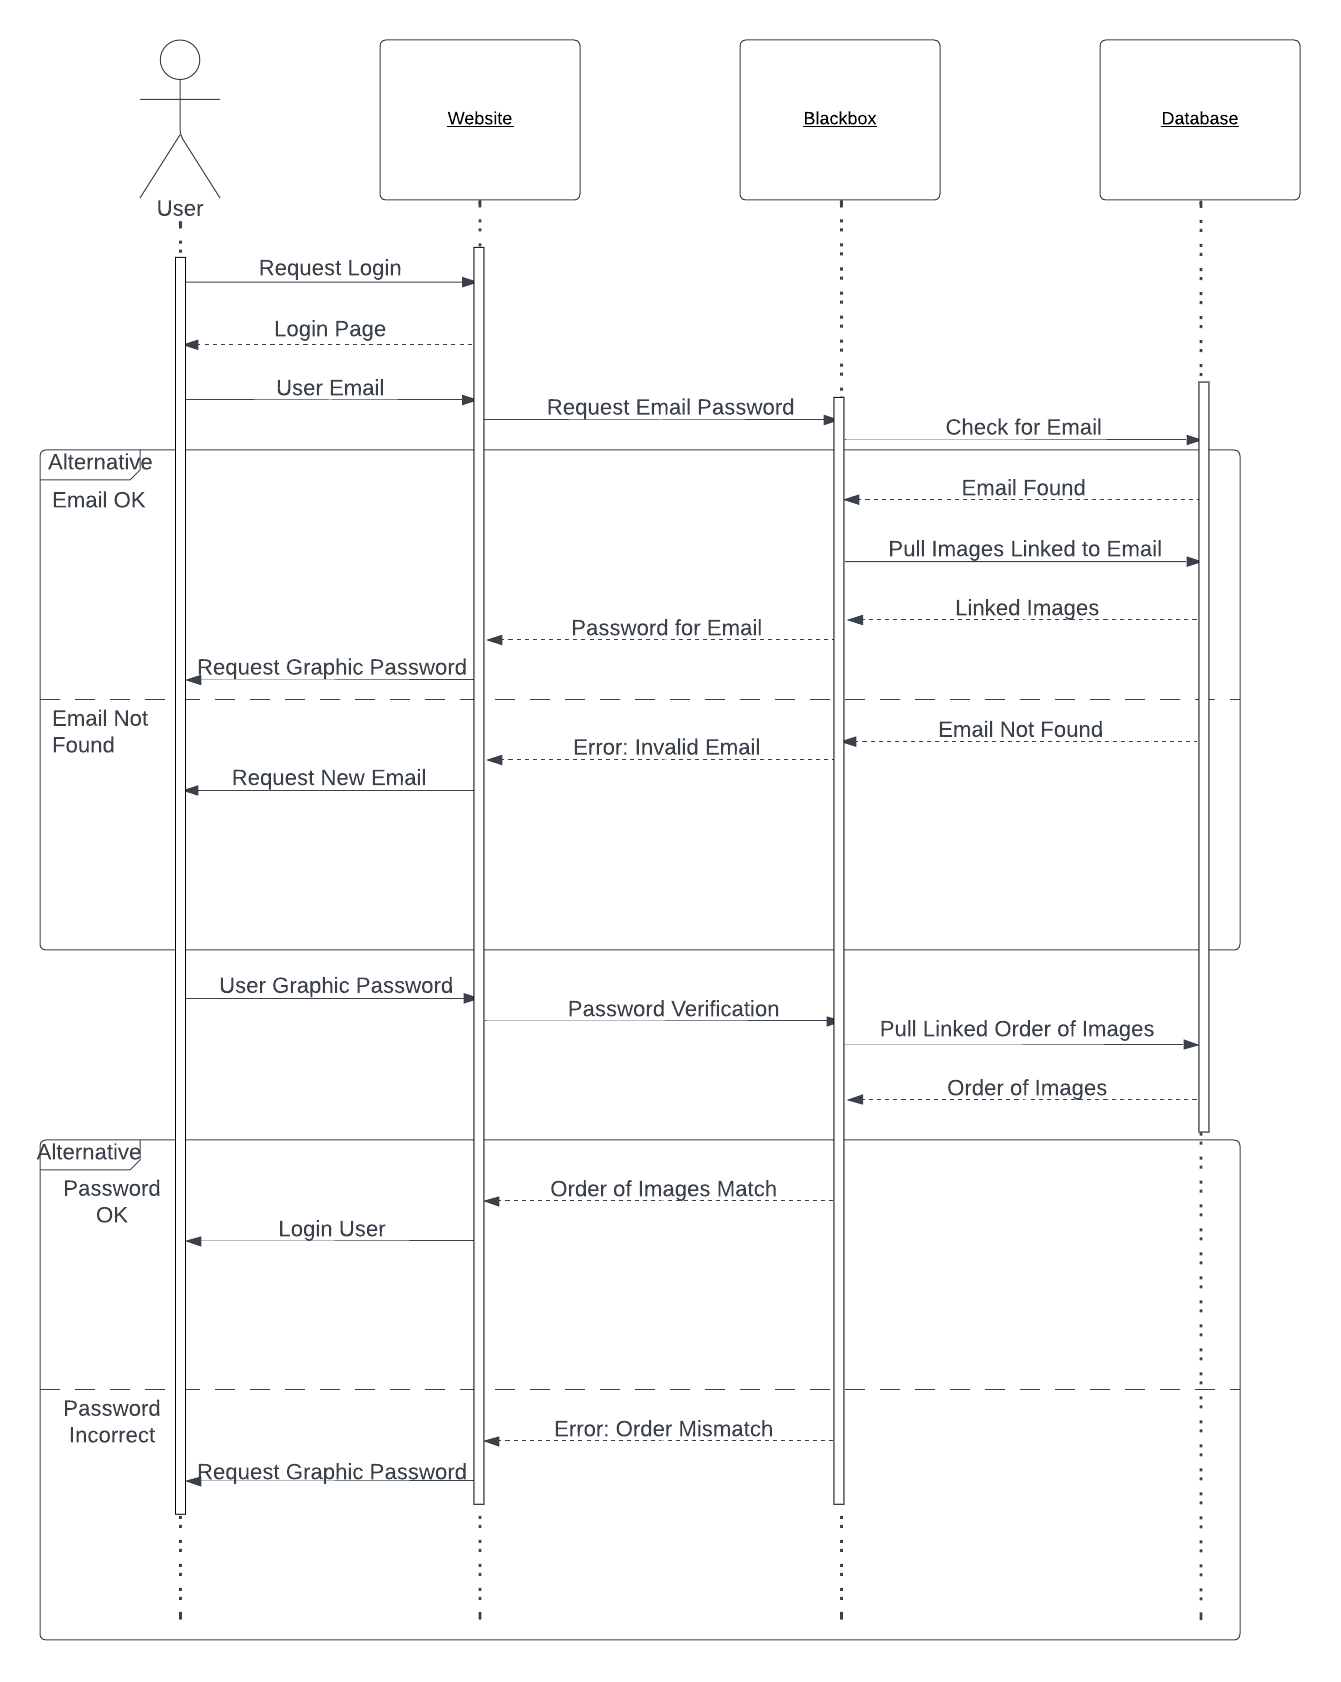 Website
Blackbox
Database
User
Request Login
Login Page
User Email
Request Email Password
Check for Email
Alternative
Email OK
Email Found
Pull Images Linked to Email
Linked Images
Password for Email
Request Graphic Password
Email Not
Found
Email Not Found
Error: Invalid Email
Request New Email
User Graphic Password
Password Verification
Pull Linked Order of Images
Order of Images
Alternative
Password
OK
Order of Images Match
Login User
Password
Incorrect
Error: Order Mismatch
Request Graphic Password